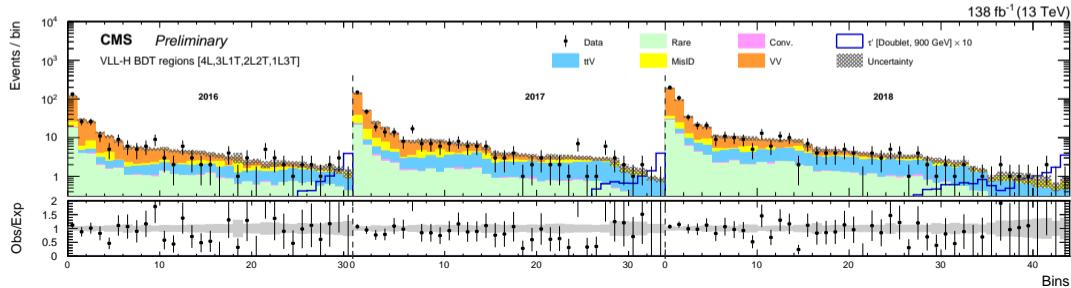 138 fb⁻¹ (13 TeV)
Events / bin
10⁴
10³
10²
10
1
CMS Preliminary
VLL-H BDT regions [4L,3L1T,2L2T,1L3T]
Data Rare Conv. τ' [Doublet, 900 GeV] × 10
ttV MisID VV Uncertainty
2016 2017 2018
Obs/Exp
2
1.5
1
0.5
0
0 10 20 30 10 20 30 0 10 20 30 40
Bins